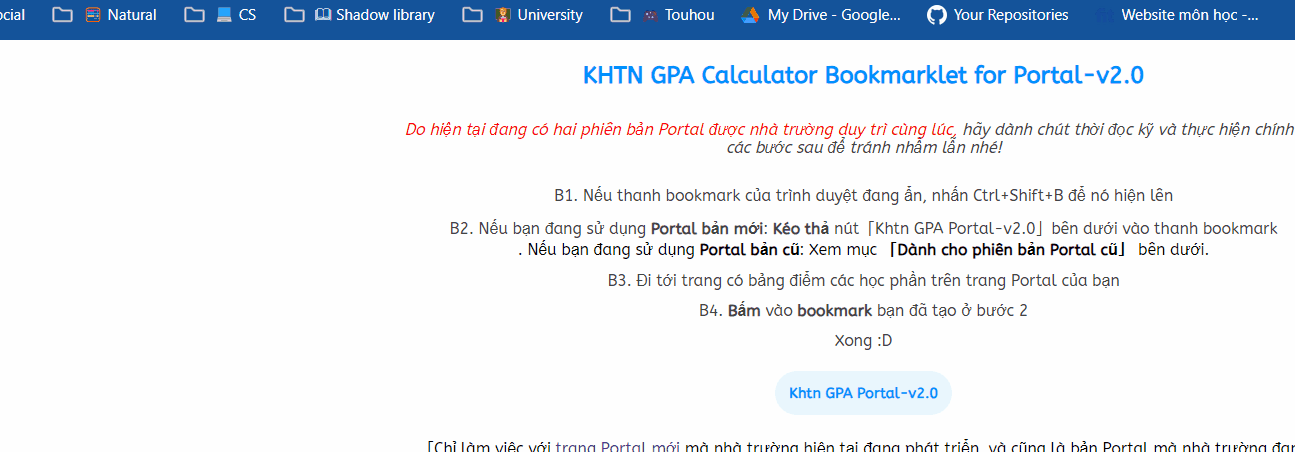 ocial Natural CS Shadow library University Touhou My Drive - Google... Your Repositories Website môn học -...
KHTN GPA Calculator Bookmarklet for Portal-v2.0
Do hiện tại đang có hai phiên bản Portal được nhà trường duy trì cùng lúc, hãy dành chút thời đọc kỹ và thực hiện chính
các bước sau để tránh nhầm lẫn nhé!
B1. Nếu thanh bookmark của trình duyệt đang ẩn, nhấn Ctrl+Shift+B để nó hiện lên
B2. Nếu bạn đang sử dụng Portal bản mới: Kéo thả nút「Khtn GPA Portal-v2.0」bên dưới vào thanh bookmark
. Nếu bạn đang sử dụng Portal bản cũ: Xem mục 「Dành cho phiên bản Portal cũ」 bên dưới.
B3. Đi tới trang có bảng điểm các học phần trên trang Portal của bạn
B4. Bấm vào bookmark bạn đã tạo ở bước 2
Xong :D
Khtn GPA Portal-v2.0
「Chỉ làm việc với trang Portal mới mà nhà trường hiện tại đang phát triển, và cũng là bản Portal mà nhà trường đan